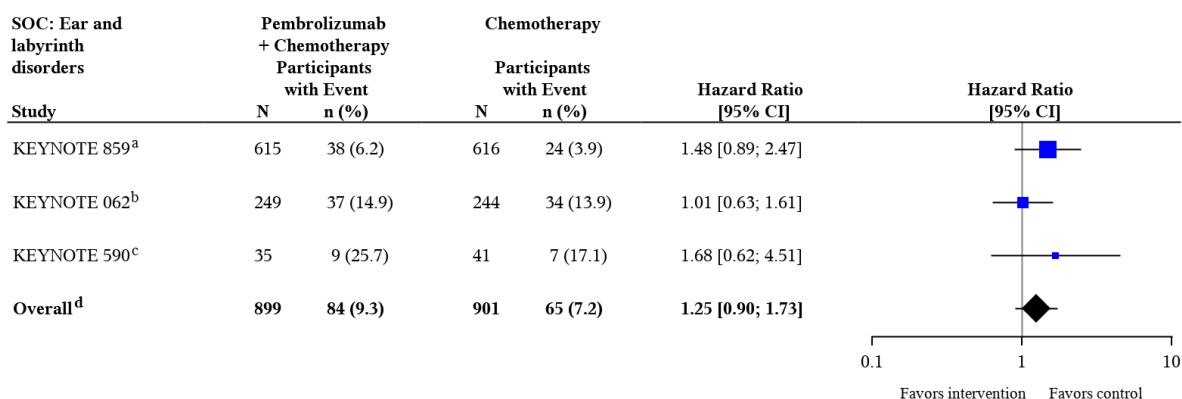 SOC: Ear and Pembrolizumab Chemotherapy
labyrinth + Chemotherapy
disorders Participants Participants
with Event with Event Hazard Ratio Hazard Ratio
Study N n (%) N n (%) [95% CI] [95% CI]
KEYNOTE 859a 615 38 (6.2) 616 24 (3.9) 1.48 [0.89; 2.47]
KEYNOTE 062b 249 37 (14.9) 244 34 (13.9) 1.01 [0.63; 1.61]
KEYNOTE 590c 35 9 (25.7) 41 7 (17.1) 1.68 [0.62; 4.51]
Overalld 899 84 (9.3) 901 65 (7.2) 1.25 [0.90; 1.73]
0.1 1 10
Favors intervention Favors control